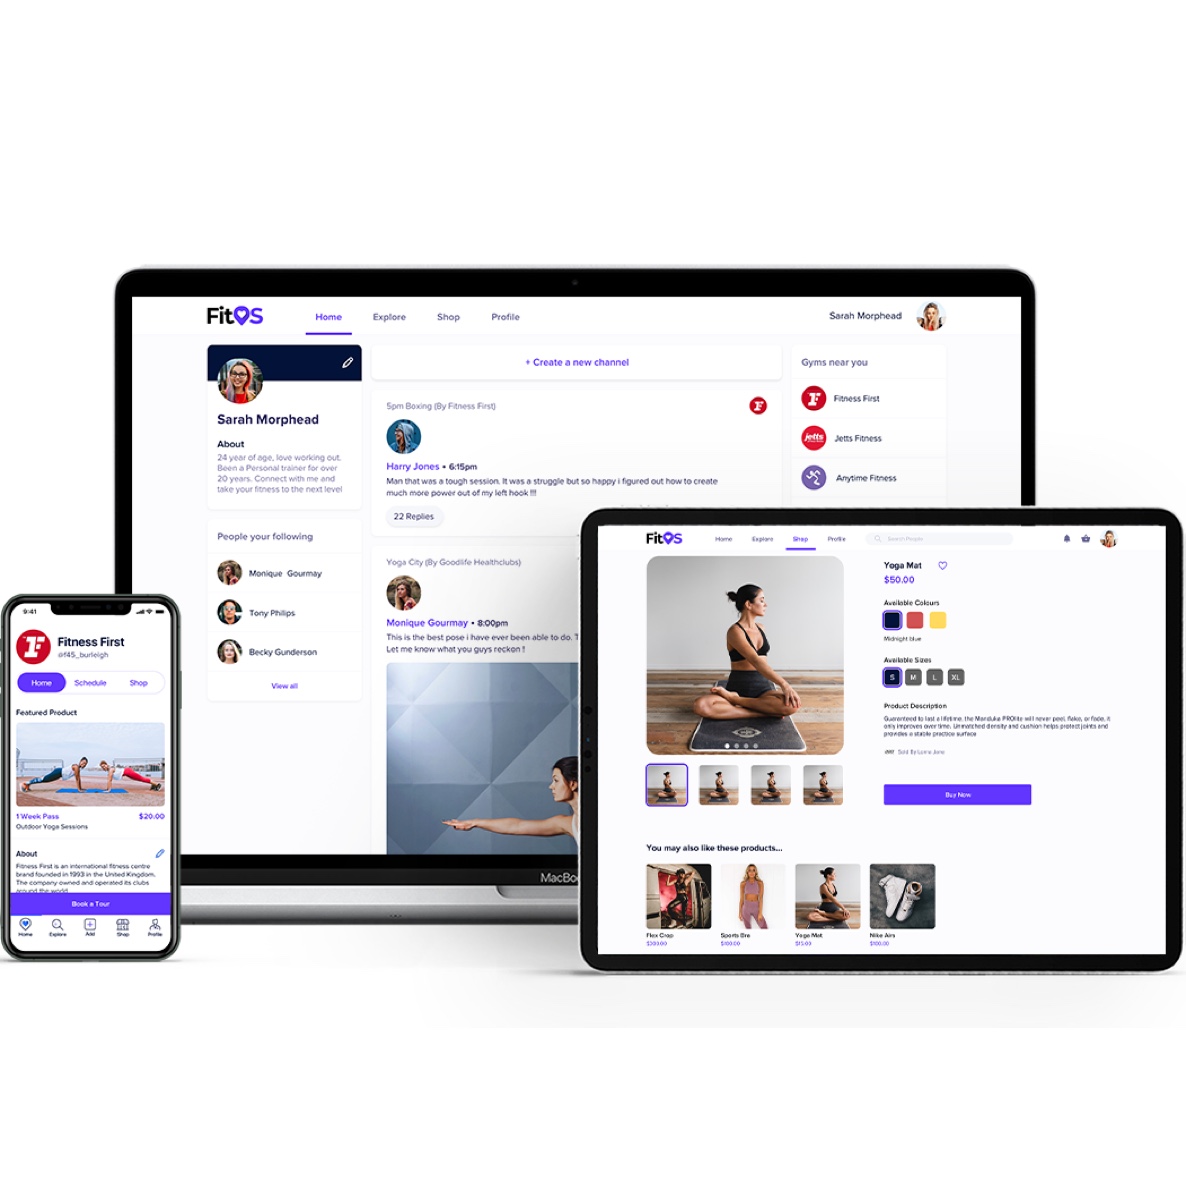 FitOS
Home
Explore
Shop
Profile
Sarah Morphead
Sarah Morphead
About
24 year of age, love working out.
Been a Personal trainer for over
20 years. Connect with me and
take your fitness to the next level
People your following
Monique Gourmay
Tony Philips
Becky Gunderson
View all
+ Create a new channel
5pm Boxing (By Fitness First)
Harry Jones • 6:15pm
Man that was a tough session. It was a struggle but so happy i figured out how to create
much more power out of my left hook !!!
22 Replies
Yoga City (By Goodlife Healthclubs)
Monique Gourmay • 8:00pm
This is the best pose i have ever been able to do. T
Let me know what you guys reckon !!
Gyms near you
Fitness First
jetts
Jetts Fitness
Anytime Fitness
MacBoo
9:41
Fitness First
@f45_burleigh
Home
Schedule
Shop
Featured Product
1 Week Pass
$20.00
Outdoor Yoga Sessions
About
Fitness First is an international fitness centre
brand founded in 1993 in the United Kingdom.
The company owned and operated its clubs
around the world
Book a Tour
Home
Explore
Add
Shop
Profile
FitOS
Home
Explore
Shop
Profile
Search People
Yoga Mat
$50.00
Available Colours
Midnight blue
Available Sizes
S
M
L
XL
Product Description
Guaranteed to last a lifetime, the Manduka PROlite will never peel, flake, or fade, it
only improves over time. Unmatched density and cushion helps protect joints and
provides a stable practice surface
Sold By Lorna Jane
Buy Now
You may also like these products...
Flex Crop
$200.00
Sports Bra
$100.00
Yoga Mat
$15.00
Nike Airs
$100.00